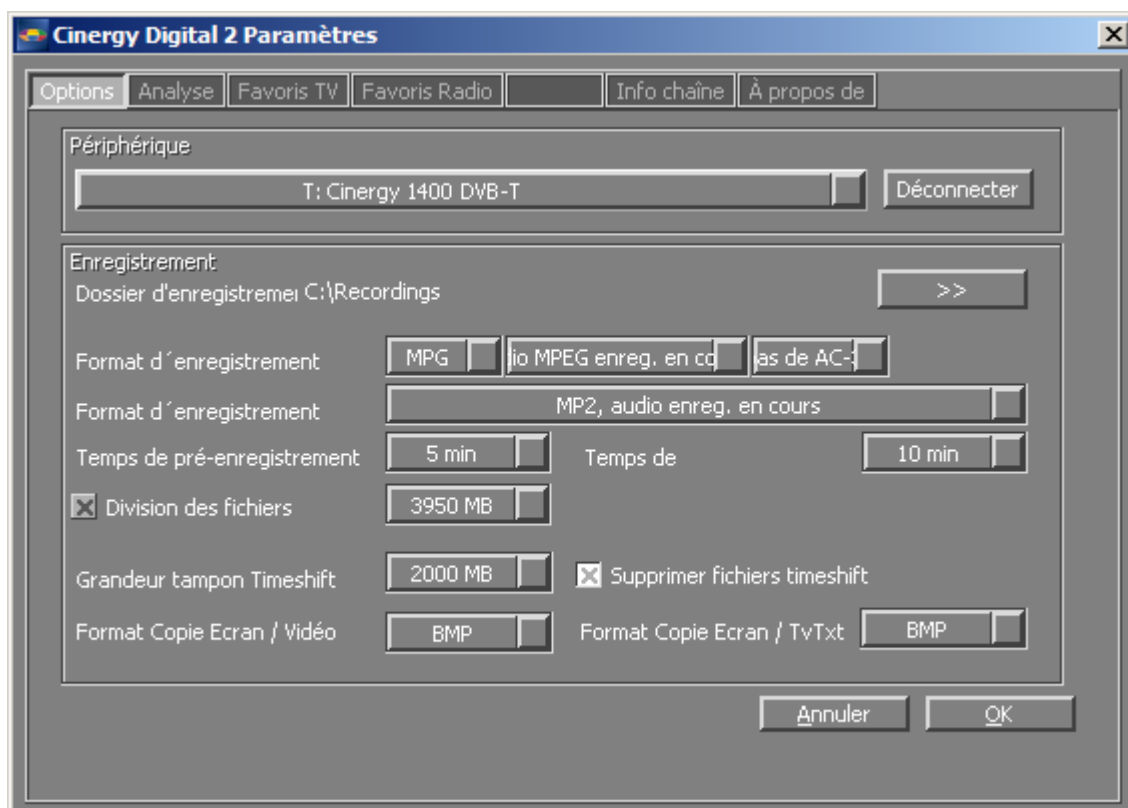 Cinergy Digital 2 Paramètres
Options Analyse Favoris TV Favoris Radio Info chaîne À propos de
Périphérique
T: Cinergy 1400 DVB-T Déconnecter
Enregistrement
Dossier d'enregistremer C:\Recordings >>
Format d´enregistrement MPG io MPEG enreg. en co as de AC-
Format d´enregistrement MP2, audio enreg. en cours
Temps de pré-enregistrement 5 min Temps de 10 min
Division des fichiers 3950 MB
Grandeur tampon Timeshift 2000 MB Supprimer fichiers timeshift
Format Copie Ecran / Vidéo BMP Format Copie Ecran / TvTxt BMP
Annuler OK